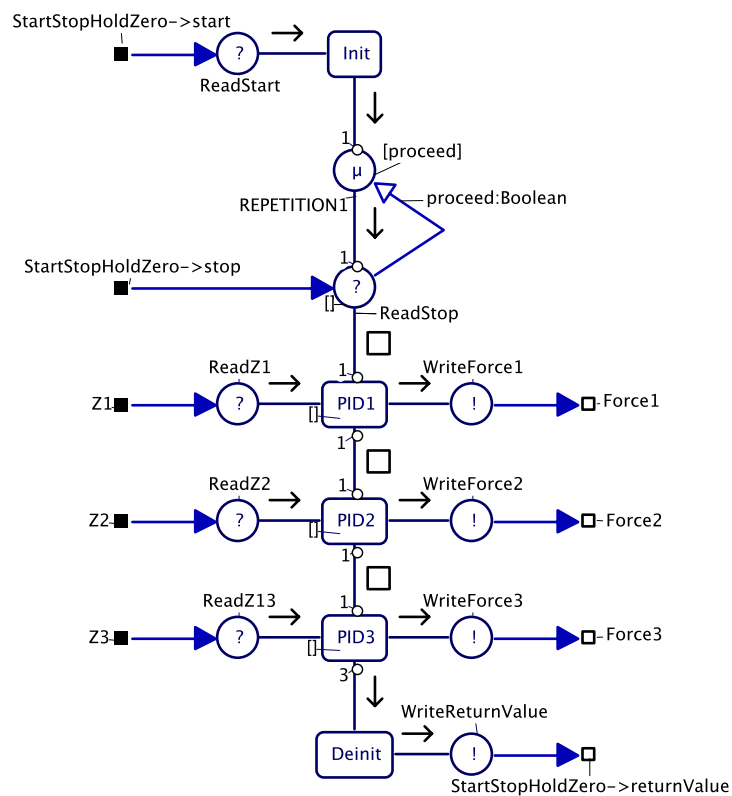 StartStopHoldZero->start
?
Init
ReadStart
1
[proceed]
µ
REPETITION1
proceed:Boolean
StartStopHoldZero->stop
1
?
[]
ReadStop
ReadZ1
1
WriteForce1
Z1
?
PID1
!
Force1
[]
1
ReadZ2
1
WriteForce2
Z2
?
PID2
!
Force2
[]
1
ReadZ13
1
WriteForce3
Z3
?
PID3
!
Force3
[]
3
WriteReturnValue
Deinit
!
StartStopHoldZero->returnValue